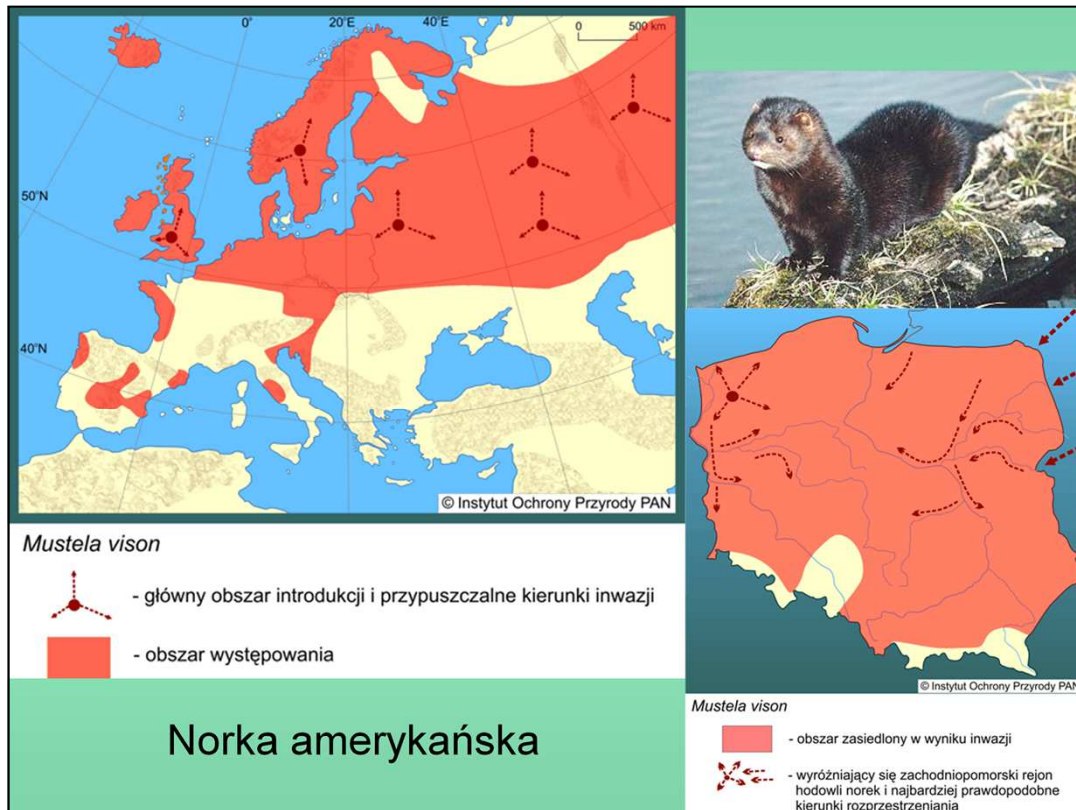 0°
20°E
40°E
0 500 km
50°N
40°N
© Instytut Ochrony Przyrody PAN
Mustela vison
- główny obszar introdukcji i przypuszczalne kierunki inwazji
- obszar występowania
Norka amerykańska
© Instytut Ochrony Przyrody PAN
Mustela vison
- obszar zasiedlony w wyniku inwazji
- wyróżniający się zachodniopomorski rejon
hodowli norek i najbardziej prawdopodobne
kierunki rozprzestrzeniania